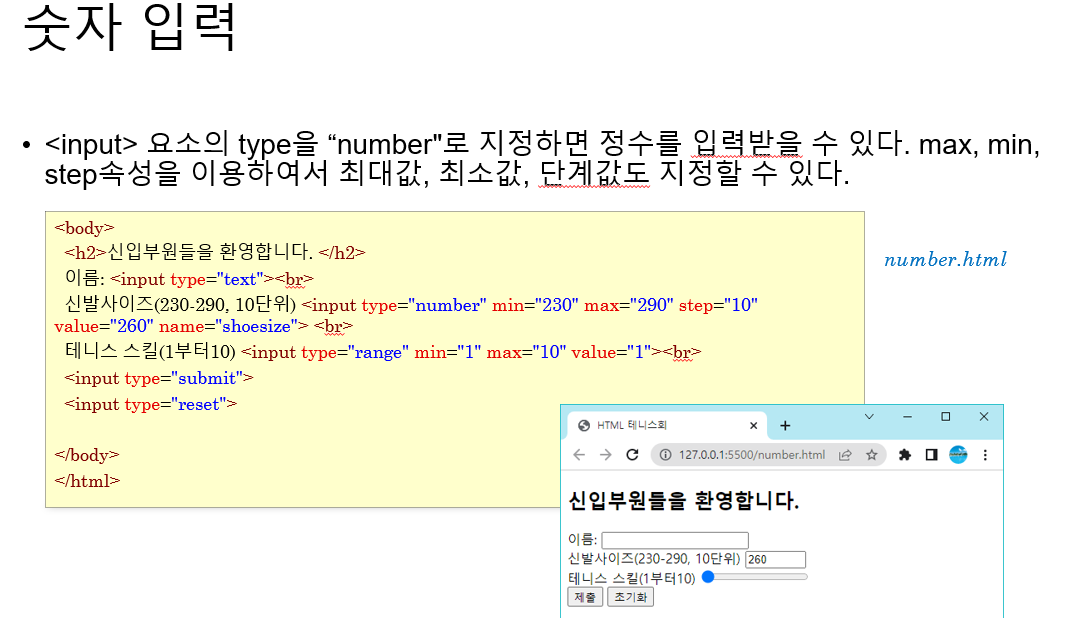 숫자 입력
• <input> 요소의 type을 “number"로 지정하면 정수를 입력받을 수 있다. max, min,
step속성을 이용하여서 최대값, 최소값, 단계값도 지정할 수 있다.
<body>
<h2>신입부원들을 환영합니다. </h2>
이름: <input type="text"><br>
신발사이즈(230-290, 10단위) <input type="number" min="230" max="290" step="10"
value="260" name="shoesize"> <br>
테니스 스킬(1부터10) <input type="range" min="1" max="10" value="1"><br>
<input type="submit">
<input type="reset">
</body>
</html>
number.html
HTML 테니스회
127.0.0.1:5500/number.html
신입부원들을 환영합니다.
이름:
신발사이즈(230-290, 10단위) 260
테니스 스킬(1부터10)
제출 초기화